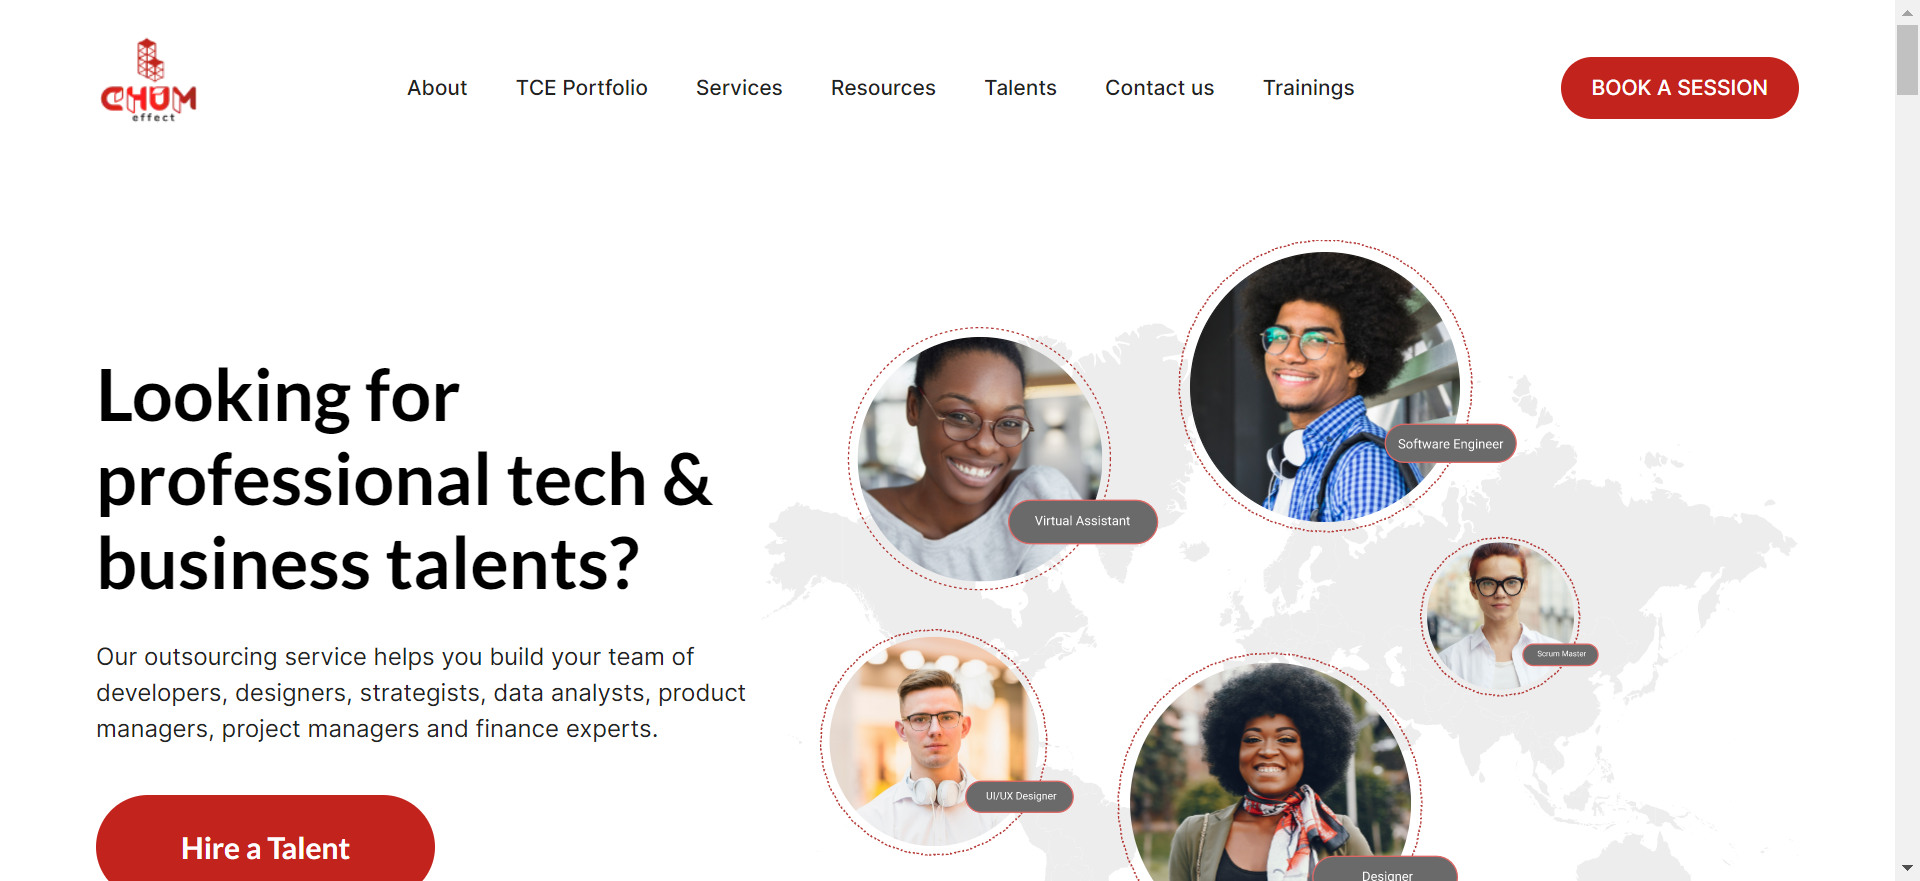 CHUM
effect
About
TCE Portfolio
Services
Resources
Talents
Contact us
Trainings
BOOK A SESSION
Looking for
professional tech &
business talents?
Our outsourcing service helps you build your team of
developers, designers, strategists, data analysts, product
managers, project managers and finance experts.
Hire a Talent
Software Engineer
Virtual Assistant
Scrum Master
UI/UX Designer
Designer